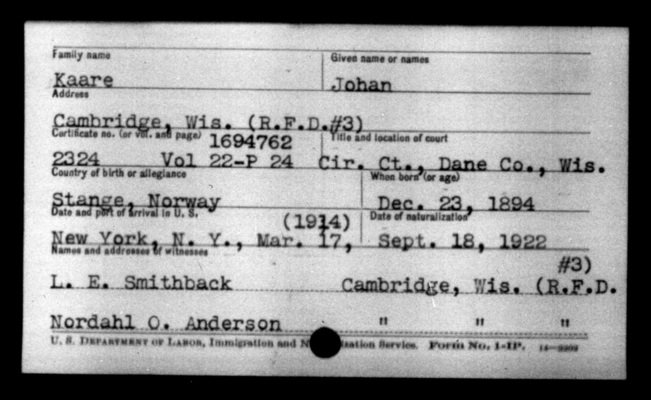 Family name Given name or names
Kaare Johan
Address
Cambridge, Wis. (R.F.D.#3)
Certificate no. (or vol. and page) 1694762 Title and location of court
2324 Vol 22-P 24 Cir. Ct., Dane Co., Wis.
Country of birth or allegiance When born (or age)
Stange, Norway Dec. 23, 1894
Date and port of arrival in U. S. (1914) Date of naturalization
New York, N. Y., Mar. 17, Sept. 18, 1922
Names and addresses of witnesses
#3)
L. E. Smithback Cambridge, Wis. (R.F.D.
Nordahl O. Anderson " " "
U. S. Department of Labor, Immigration and Service. Form No. 1-IP.